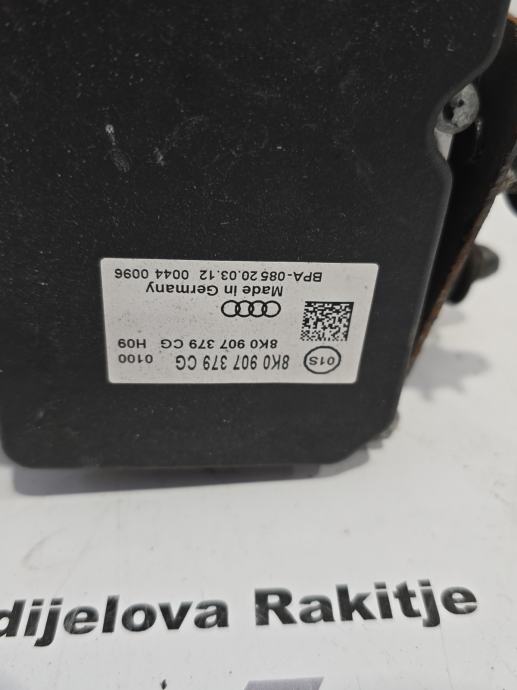 01S
8K0 907 379 CG
0100
8K0 907 379 CG H09
Made in Germany
BPA-085 20.03.12 0044 0096
dijelova Rakitje